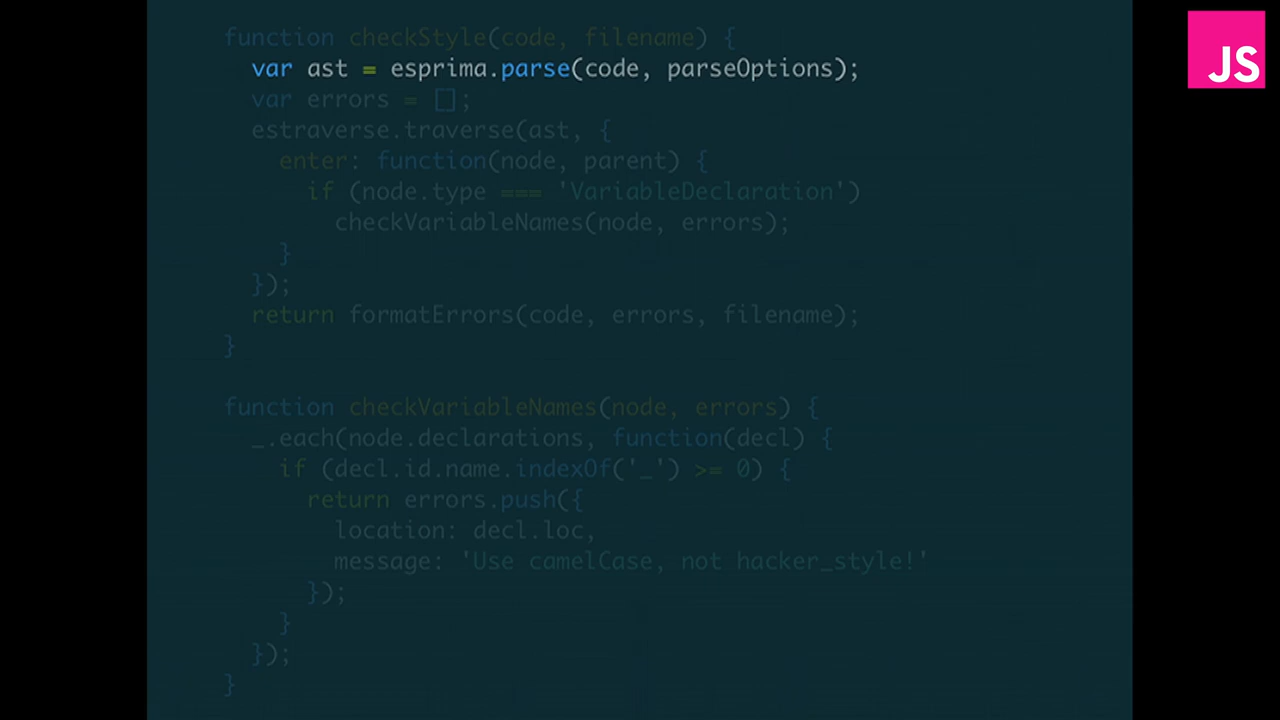 function checkStyle(code, filename) {
  var ast = esprima.parse(code, parseOptions);
  var errors = [];
  estraverse.traverse(ast, {
    enter: function(node, parent) {
      if (node.type === 'VariableDeclaration')
        checkVariableNames(node, errors);
    }
  });
  return formatErrors(code, errors, filename);
}
function checkVariableNames(node, errors) {
  _.each(node.declarations, function(decl) {
    if (decl.id.name.indexOf('_') >= 0) {
      return errors.push({
        location: decl.loc,
        message: 'Use camelCase, not hacker_style!'
      });
    }
  });
}
JS